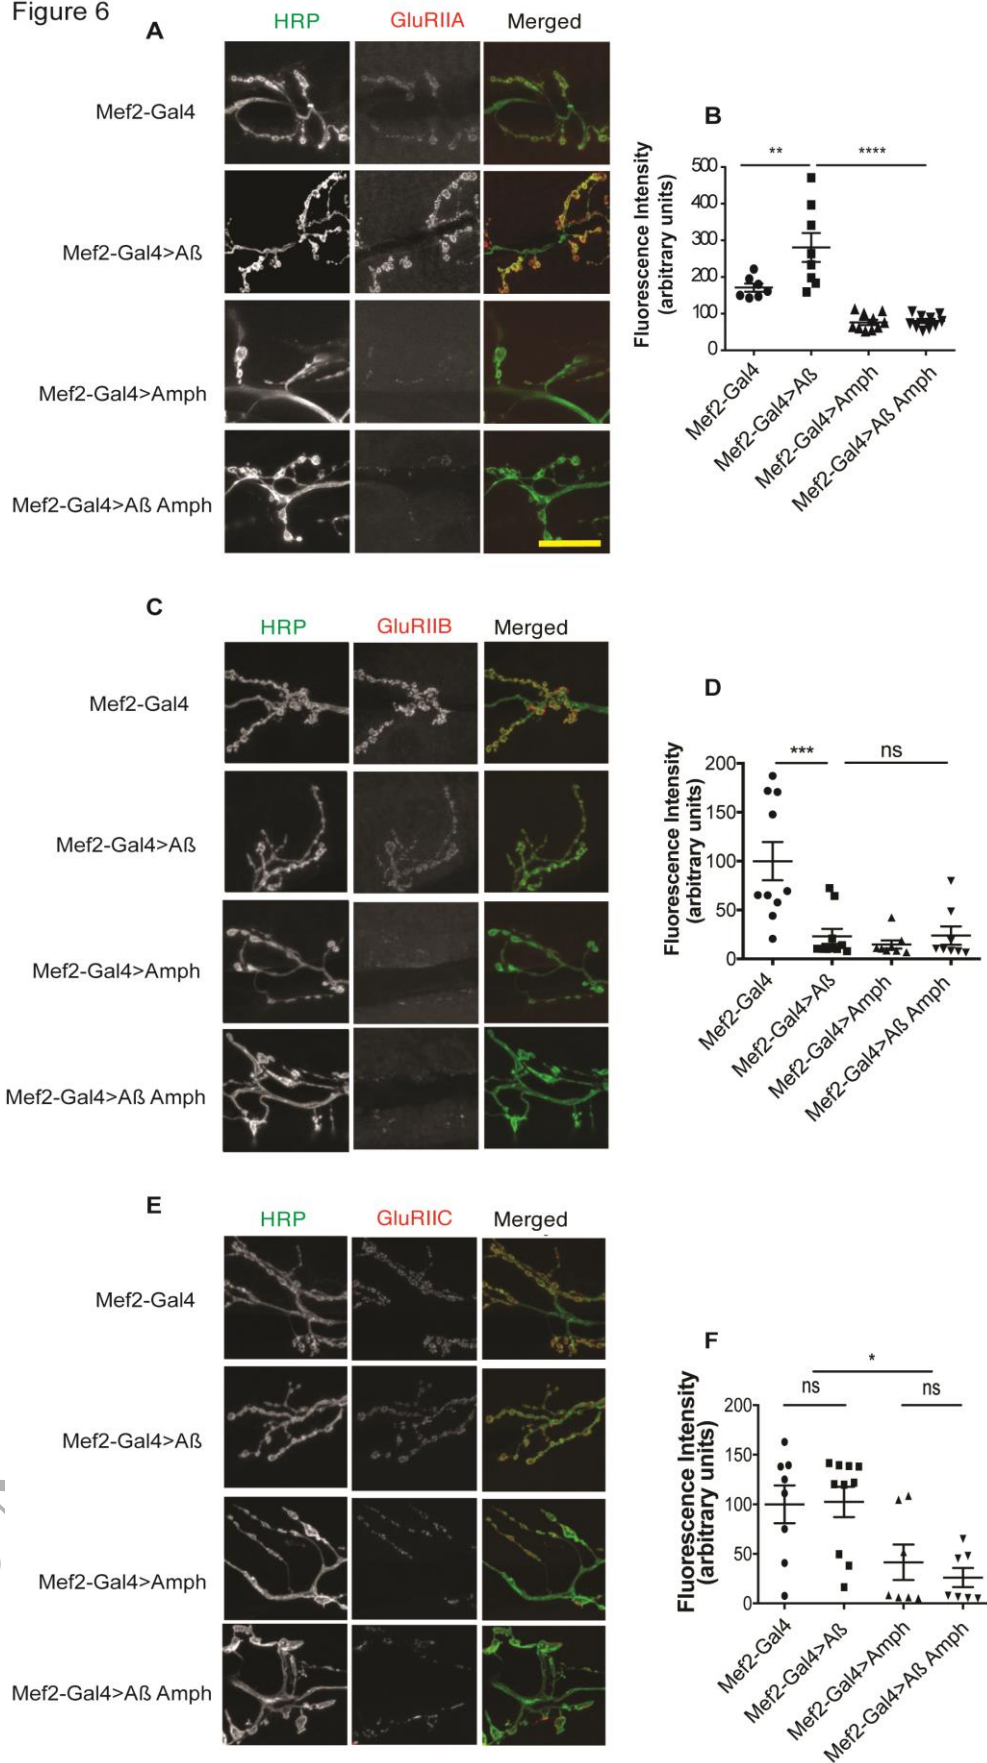 Figure 6
A
HRP GluRIIA Merged
Mef2-Gal4
Mef2-Gal4>Aß
Mef2-Gal4>Amph
Mef2-Gal4>Aß Amph
B
** ****
Fluorescence Intensity
(arbitrary units)
500
400
300
200
100
0
Mef2-Gal4
Mef2-Gal4>Aß
Mef2-Gal4>Amph
Mef2-Gal4>Aß Amph
C
HRP GluRIIB Merged
Mef2-Gal4
Mef2-Gal4>Aß
Mef2-Gal4>Amph
Mef2-Gal4>Aß Amph
D
*** ns
Fluorescence Intensity
(arbitrary units)
200
150
100
50
0
Mef2-Gal4
Mef2-Gal4>Aß
Mef2-Gal4>Amph
Mef2-Gal4>Aß Amph
E
HRP GluRIIC Merged
Mef2-Gal4
Mef2-Gal4>Aß
Mef2-Gal4>Amph
Mef2-Gal4>Aß Amph
F
*
ns ns
Fluorescence Intensity
(arbitrary units)
200
150
100
50
0
Mef2-Gal4
Mef2-Gal4>Aß
Mef2-Gal4>Amph
Mef2-Gal4>Aß Amph